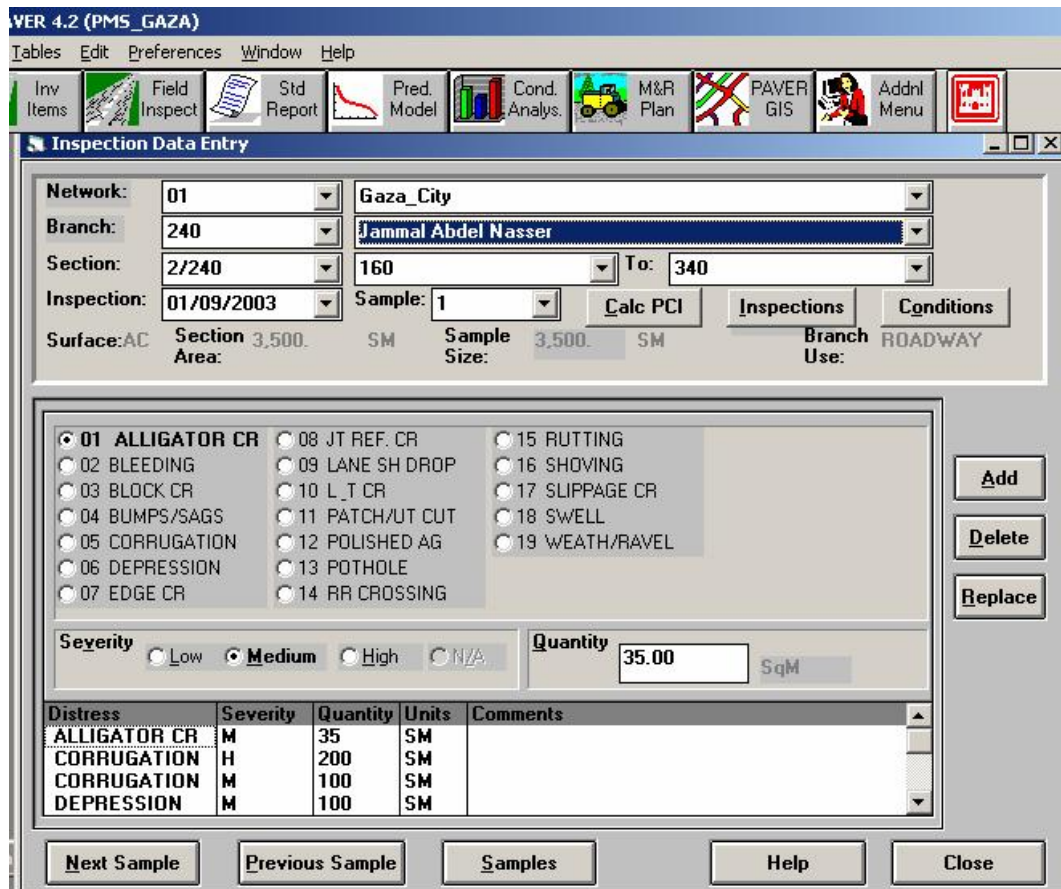 AVER 4.2 (PMS_GAZA)
Tables Edit Preferences Window Help
Inv Items Field Inspect Std Report Pred. Model Cond. Analys. M&R Plan PAVER GIS Addnl Menu
Inspection Data Entry
Network: 01 Gaza_City
Branch: 240 Jammal Abdel Nasser
Section: 2/240 160 To: 340
Inspection: 01/09/2003 Sample: 1 Calc PCI Inspections Conditions
Surface: AC Section Area: 3,500. SM Sample Size: 3,500. SM Branch Use: ROADWAY
01 ALLIGATOR CR 08 JT REF. CR 15 RUTTING
02 BLEEDING 09 LANE SH DROP 16 SHOVING
03 BLOCK CR 10 L_T CR 17 SLIPPAGE CR
04 BUMPS/SAGS 11 PATCH/UT CUT 18 SWELL
05 CORRUGATION 12 POLISHED AG 19 WEATH/RAVEL
06 DEPRESSION 13 POTHOLE
07 EDGE CR 14 RR CROSSING
Add
Delete
Replace
Severity Low Medium High N/A Quantity 35.00 SqM
Distress Severity Quantity Units Comments
ALLIGATOR CR M 35 SM
CORRUGATION H 200 SM
CORRUGATION M 100 SM
DEPRESSION M 100 SM
Next Sample Previous Sample Samples Help Close